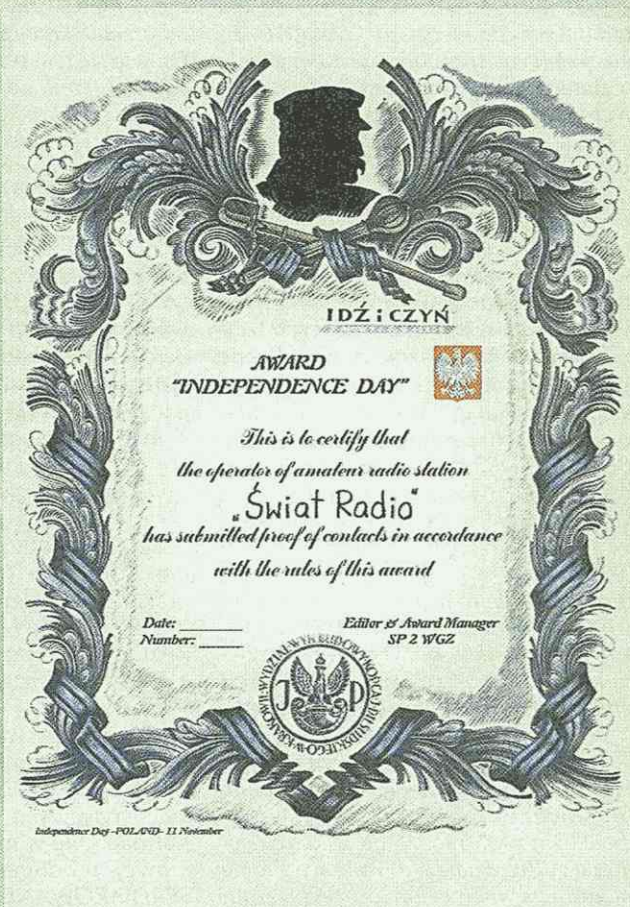 IDŹ i CZYŃ
AWARD
"INDEPENDENCE DAY"
This is to certify that
the operator of amateur radio station
„Świat Radio"
has submitted proof of contacts in accordance
with the rules of this award
Date: ________
Number: ______
Editor & Award Manager
SP 2 WGZ
J P
Independence Day -POLAND- 11 November